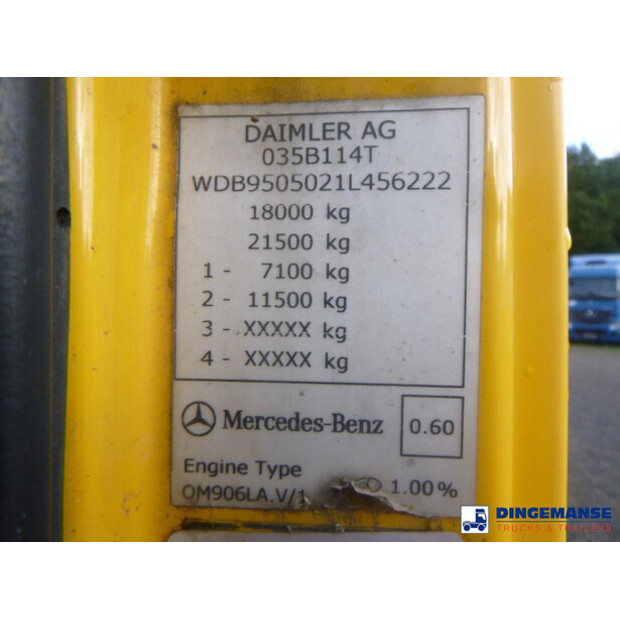 DAIMLER AG
035B114T
WDB9505021L456222
18000 kg
21500 kg
1 - 7100 kg
2 - 11500 kg
3 - XXXXX kg
4 - XXXXX kg
Mercedes-Benz 0.60
Engine Type
OM906LA.V/1 1.00%
DINGEMANSE
TRUCKS & TRAILERS